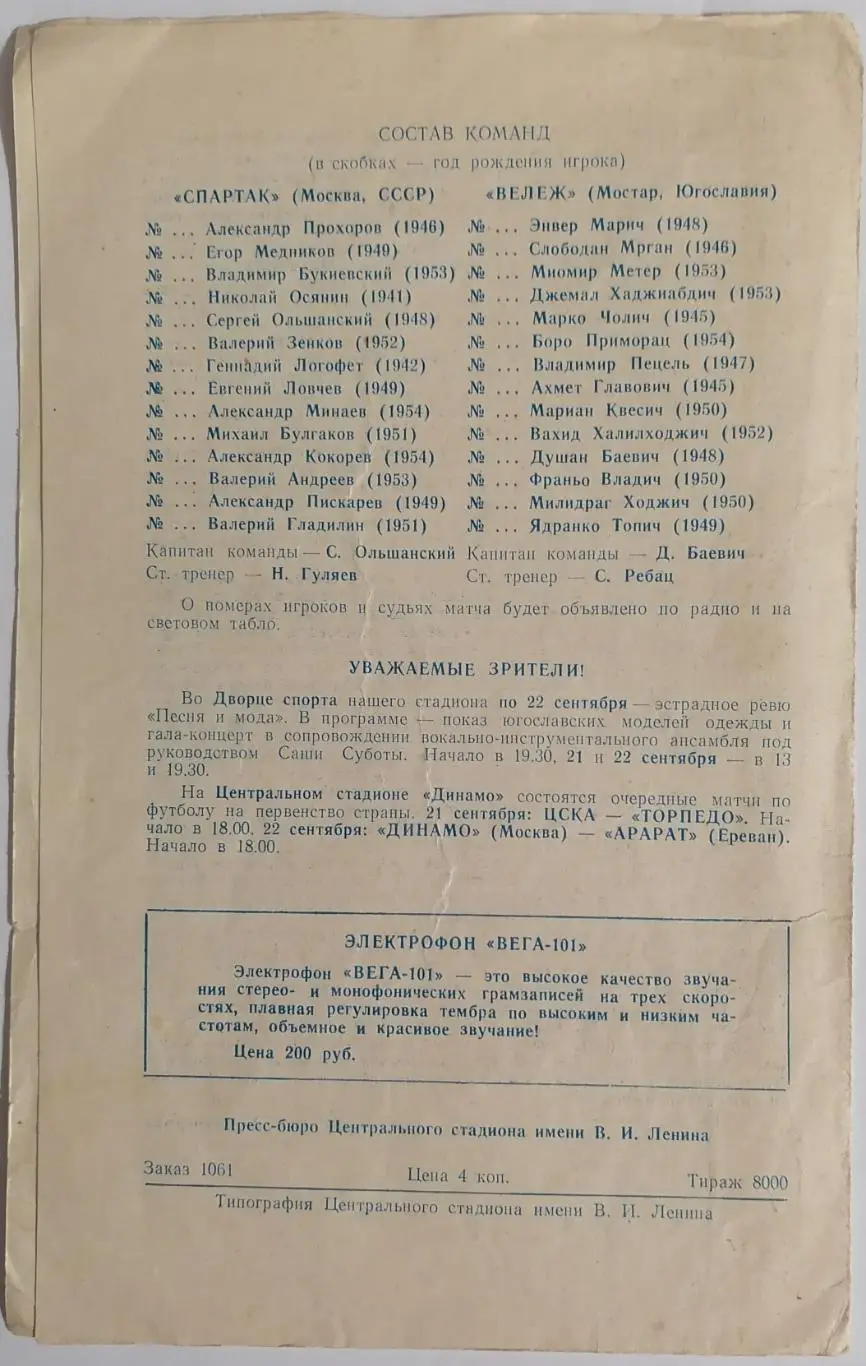 СОСТАВ КОМАНД
(в скобках — год рождения игрока)
«СПАРТАК» (Москва, СССР)
№ ... Александр Прохоров (1946)
№ ... Егор Медников (1949)
№ ... Владимир Букиевский (1953)
№ ... Николай Осянин (1941)
№ ... Сергей Ольшанский (1948)
№ ... Валерий Зенков (1952)
№ ... Геннадий Логофет (1942)
№ ... Евгений Ловчев (1949)
№ ... Александр Минаев (1954)
№ ... Михаил Булгаков (1951)
№ ... Александр Кокорев (1954)
№ ... Валерий Андреев (1953)
№ ... Александр Пискарев (1949)
№ ... Валерий Гладилин (1951)
Капитан команды — С. Ольшанский
Ст. тренер — Н. Гуляев
«ВЕЛЕЖ» (Мостар, Югославия)
№ ... Энвер Марич (1948)
№ ... Слободан Мрган (1946)
№ ... Миомир Метер (1953)
№ ... Джемал Хаджиабдич (1953)
№ ... Марко Чолич (1945)
№ ... Боро Приморац (1954)
№ ... Владимир Пецель (1947)
№ ... Ахмет Главович (1945)
№ ... Мариан Квесич (1950)
№ ... Вахид Халилходжич (1952)
№ ... Душан Баевич (1948)
№ ... Франьо Владич (1950)
№ ... Милидраг Ходжич (1950)
№ ... Ядранко Топич (1949)
Капитан команды — Д. Баевич
Ст. тренер — С. Ребац
О номерах игроков и судьях матча будет объявлено по радио и на
световом табло.
УВАЖАЕМЫЕ ЗРИТЕЛИ!
Во Дворце спорта нашего стадиона по 22 сентября — эстрадное ревю
«Песня и мода». В программе — показ югославских моделей одежды и
гала-концерт в сопровождении вокально-инструментального ансамбля под
руководством Саши Суботы. Начало в 19.30, 21 и 22 сентября — в 13
и 19.30.
На Центральном стадионе «Динамо» состоятся очередные матчи по
футболу на первенство страны. 21 сентября: ЦСКА — «ТОРПЕДО». На-
чало в 18.00. 22 сентября: «ДИНАМО» (Москва) — «АРАРАТ» (Ереван).
Начало в 18.00.
ЭЛЕКТРОФОН «ВЕГА-101»
Электрофон «ВЕГА-101» — это высокое качество звуча-
ния стерео- и монофонических грамзаписей на трех скоро-
стях, плавная регулировка тембра по высоким и низким ча-
стотам, объемное и красивое звучание!
Цена 200 руб.
Пресс-бюро Центрального стадиона имени В. И. Ленина
Заказ 1061 Цена 4 коп. Тираж 8000
Типография Центрального стадиона имени В. И. Ленина